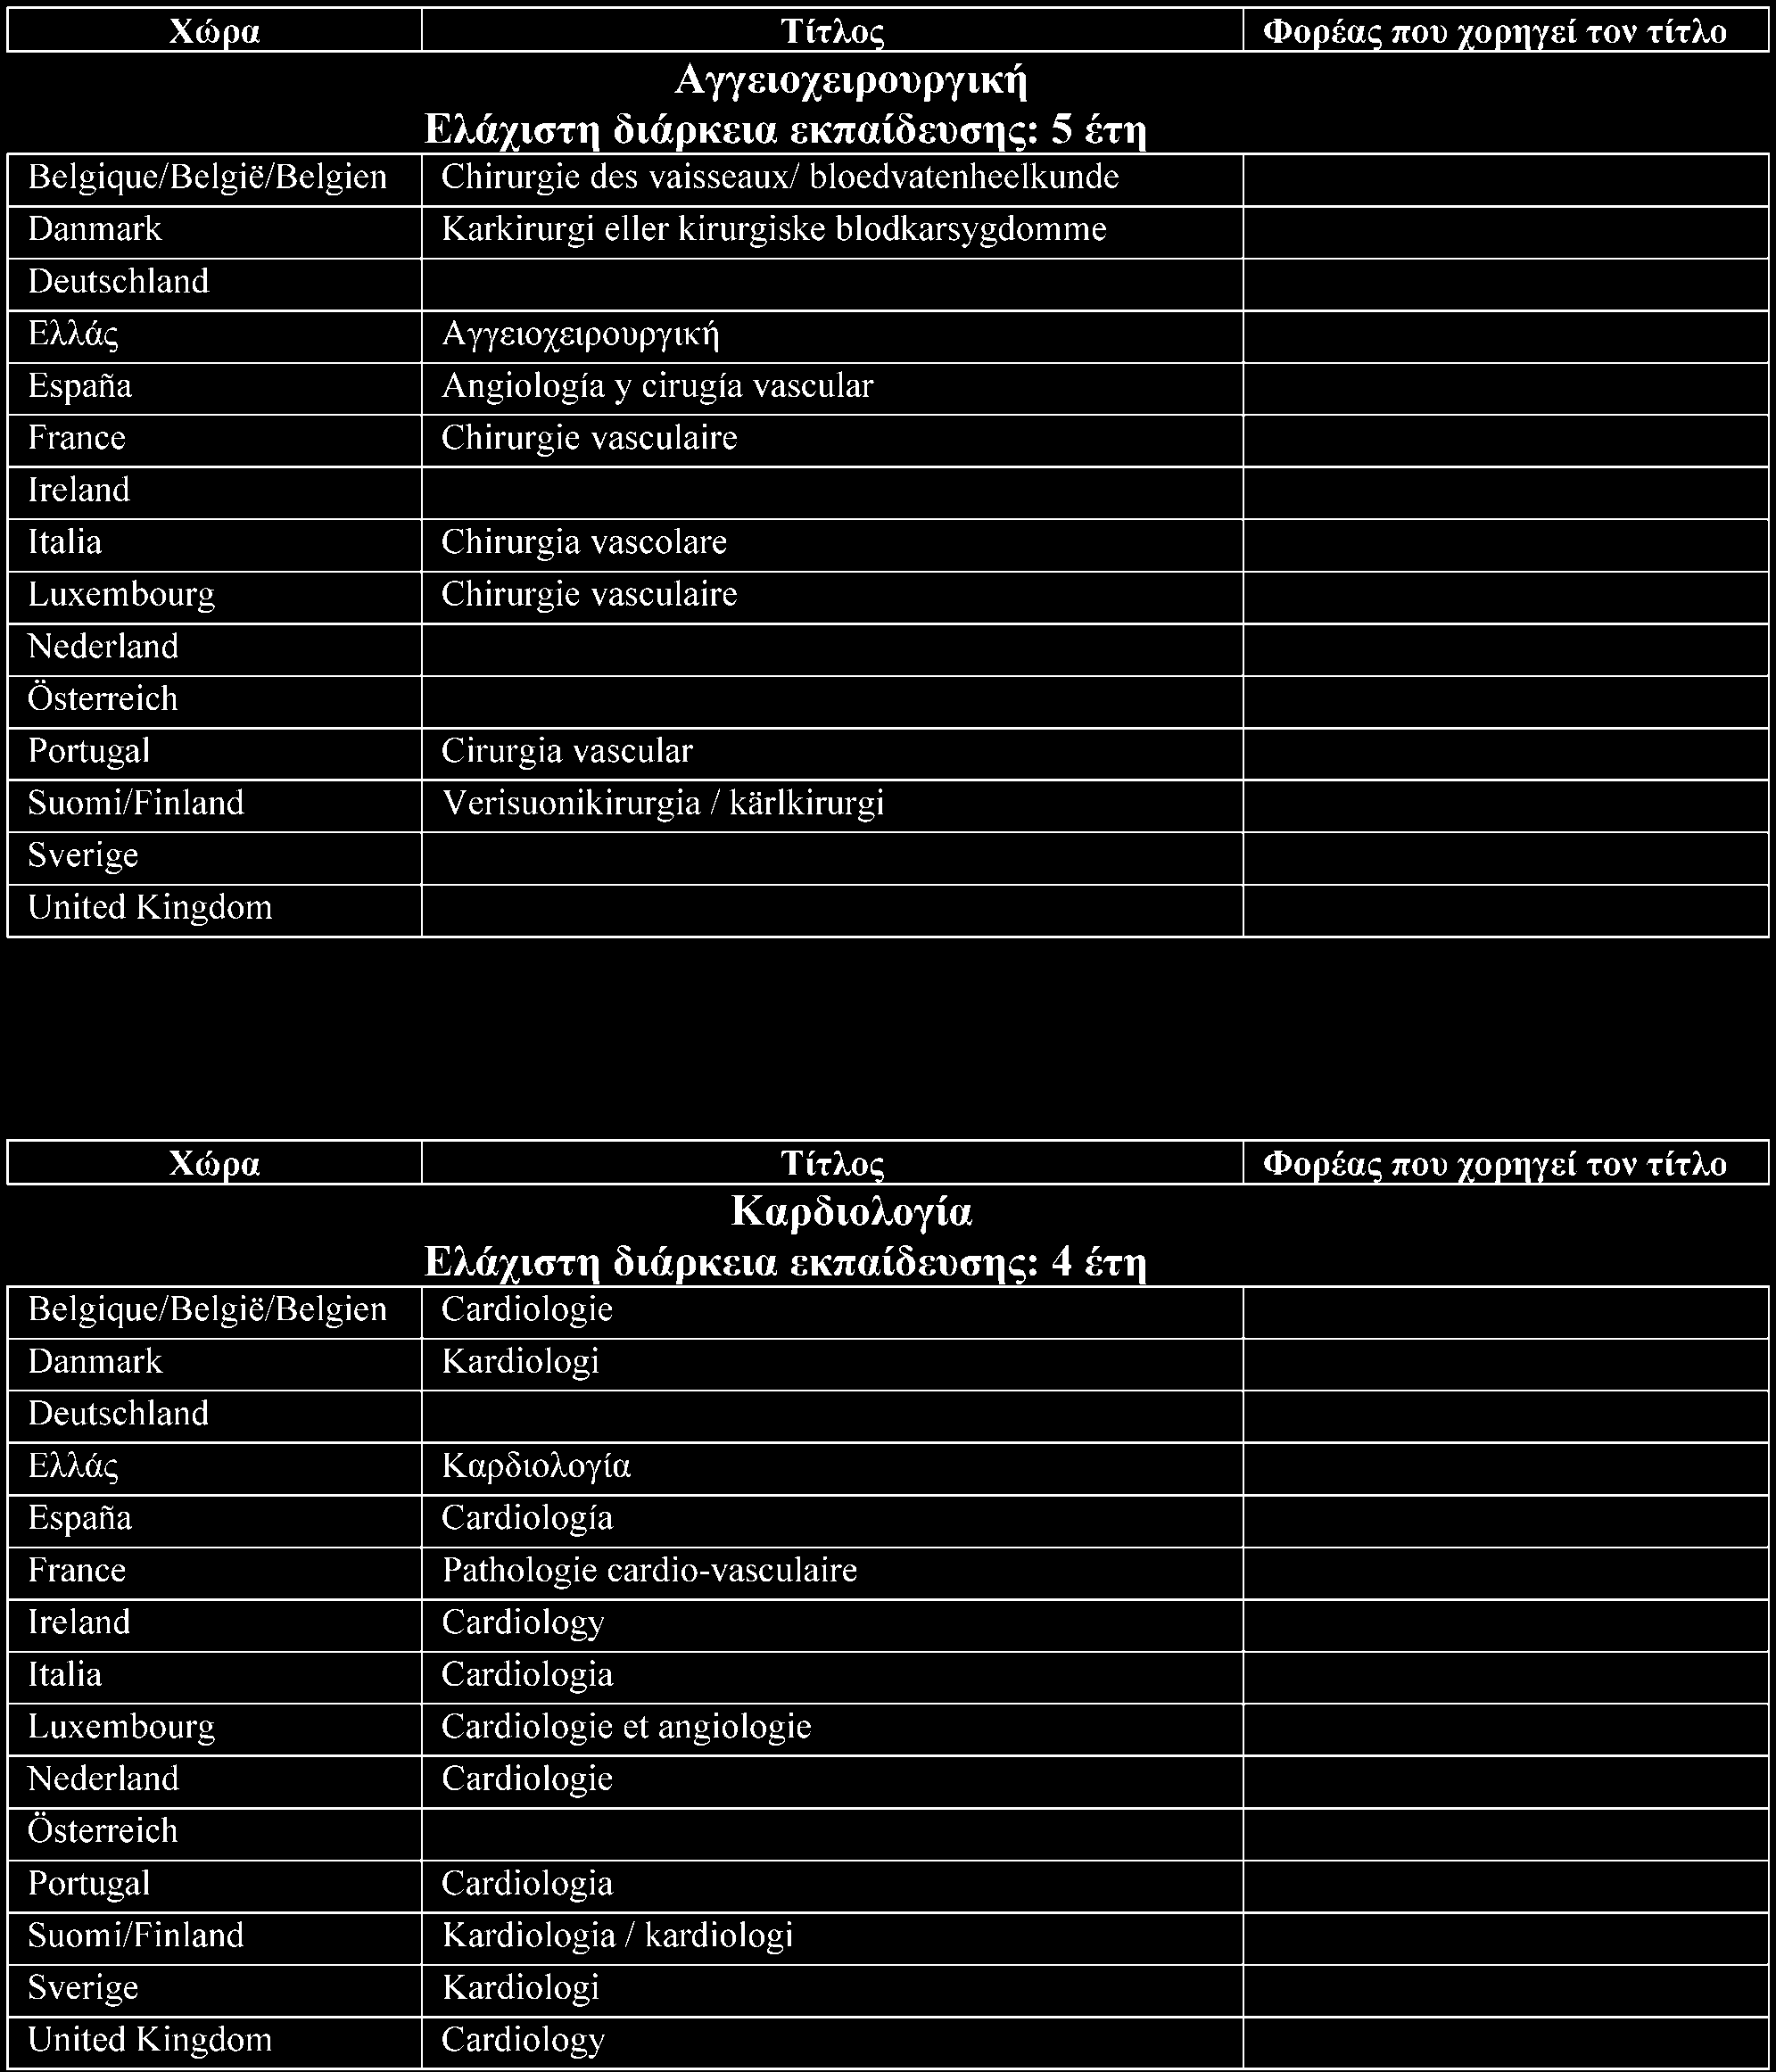 Χώρα Τίτλος Φορέας που χορηγεί τον τίτλο
Αγγειοχειρουργική
Ελάχιστη διάρκεια εκπαίδευσης: 5 έτη
Belgique/België/Belgien Chirurgie des vaisseaux/ bloedvatenheelkunde
Danmark Karkirurgi eller kirurgiske blodkarsygdomme
Deutschland
Ελλάς Αγγειοχειρουργική
España Angiología y cirugía vascular
France Chirurgie vasculaire
Ireland
Italia Chirurgia vascolare
Luxembourg Chirurgie vasculaire
Nederland
Österreich
Portugal Cirurgia vascular
Suomi/Finland Verisuonikirurgia / kärlkirurgi
Sverige
United Kingdom
Χώρα Τίτλος Φορέας που χορηγεί τον τίτλο
Καρδιολογία
Ελάχιστη διάρκεια εκπαίδευσης: 4 έτη
Belgique/België/Belgien Cardiologie
Danmark Kardiologi
Deutschland
Ελλάς Καρδιολογία
España Cardiología
France Pathologie cardio-vasculaire
Ireland Cardiology
Italia Cardiologia
Luxembourg Cardiologie et angiologie
Nederland Cardiologie
Österreich
Portugal Cardiologia
Suomi/Finland Kardiologia / kardiologi
Sverige Kardiologi
United Kingdom Cardiology